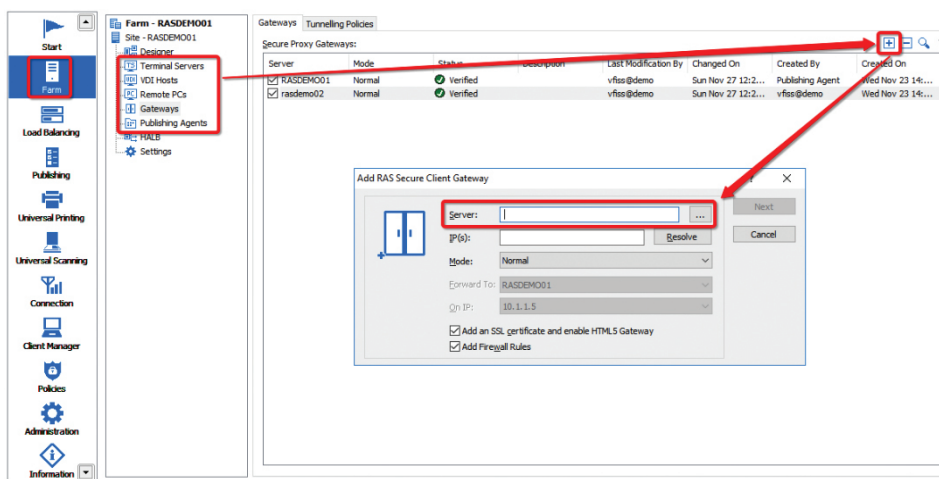 Start
Farm
Load Balancing
Publishing
Universal Printing
Universal Scanning
Connection
Client Manager
Policies
Administration
Information
Farm - RASDEMO01
Site - RASDEMO01
Designer
Terminal Servers
VDI Hosts
Remote PCs
Gateways
Publishing Agents
HALB
Settings
Gateways Tunneling Policies
Secure Proxy Gateways:
Server Mode Status Description Last Modification By Changed On Created By Created On
RASDEMO01 Normal Verified vfiss@demo Sun Nov 27 12:2... Publishing Agent Wed Nov 23 14:...
rasdemo02 Normal Verified vfiss@demo Sun Nov 27 12:2... vfiss@demo Wed Nov 23 14:...
Add RAS Secure Client Gateway
Server: ... Next
IP(s): Resolve Cancel
Mode: Normal
Forward To: RASDEMO01
On IP: 10.1.1.5
Add an SSL certificate and enable HTML5 Gateway
Add Firewall Rules